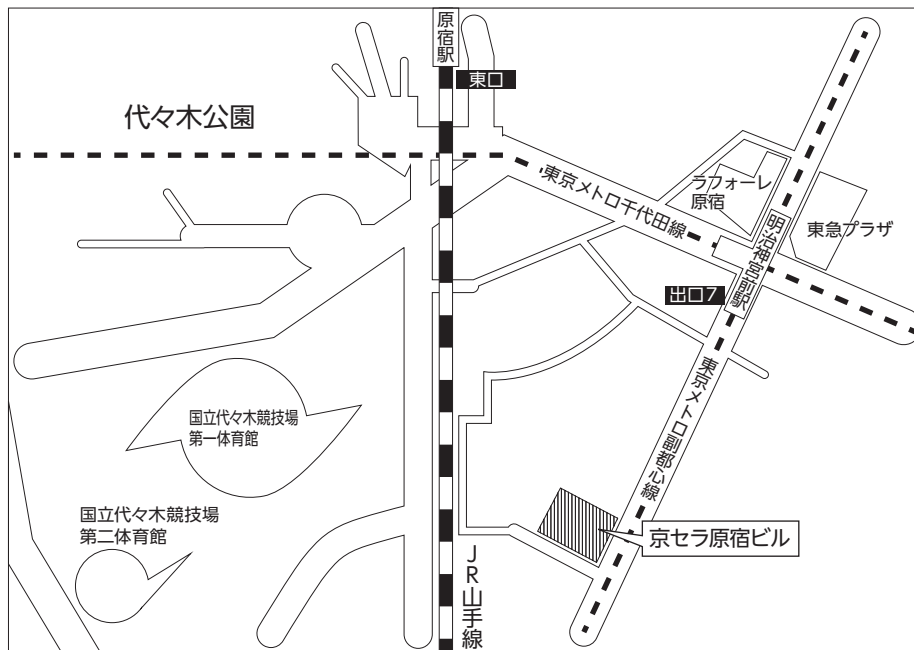 原宿駅
東口
代々木公園
東京メトロ千代田線
ラフォーレ
原宿
明治神宮前駅
東急プラザ
出口7
東京メトロ副都心線
国立代々木競技場
第一体育館
国立代々木競技場
第二体育館
京セラ原宿ビル
JR山手線